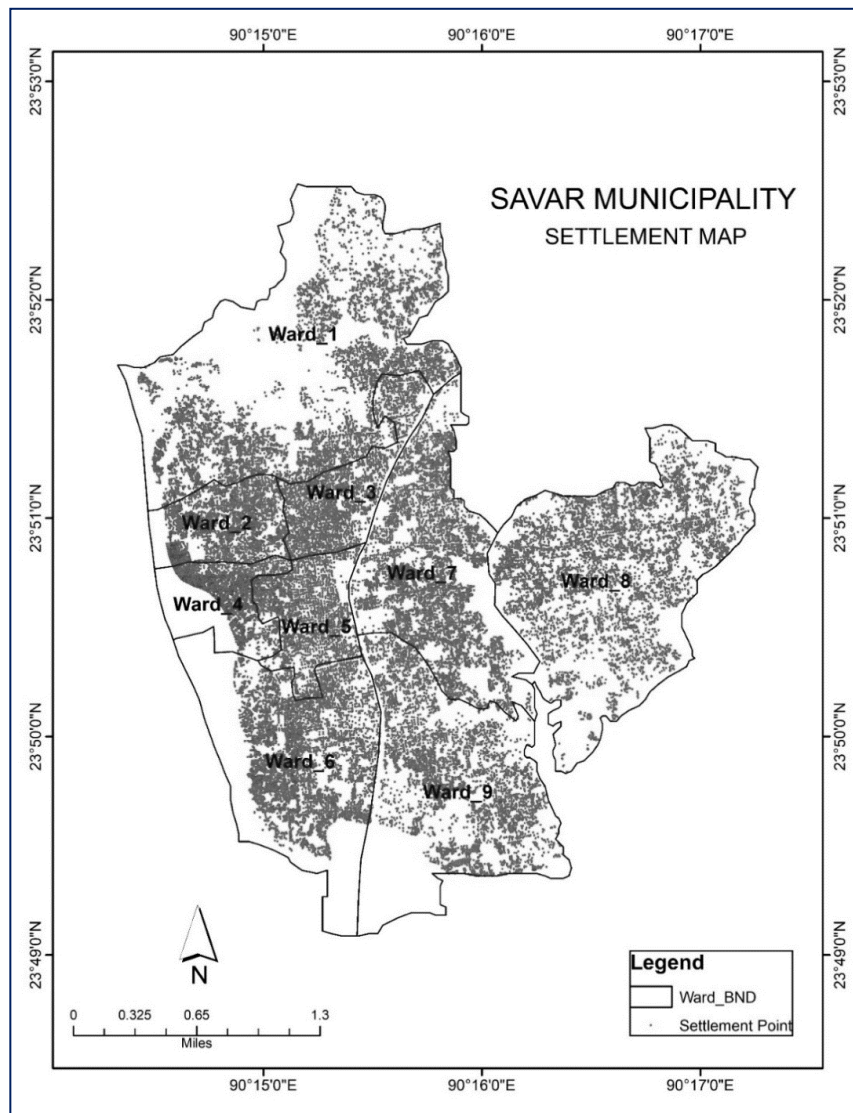 90°15'0"E 90°16'0"E 90°17'0"E
23°53'0"N 23°53'0"N
SAVAR MUNICIPALITY
SETTLEMENT MAP
23°52'0"N 23°52'0"N
Ward_1
Ward_3
23°51'0"N 23°51'0"N
Ward_2
Ward_7
Ward_8
Ward_4
Ward_5
23°50'0"N 23°50'0"N
Ward_6
Ward_9
23°49'0"N 23°49'0"N
N
Legend
Ward_BND
Settlement Point
0 0.325 0.65 1.3
Miles
90°15'0"E 90°16'0"E 90°17'0"E